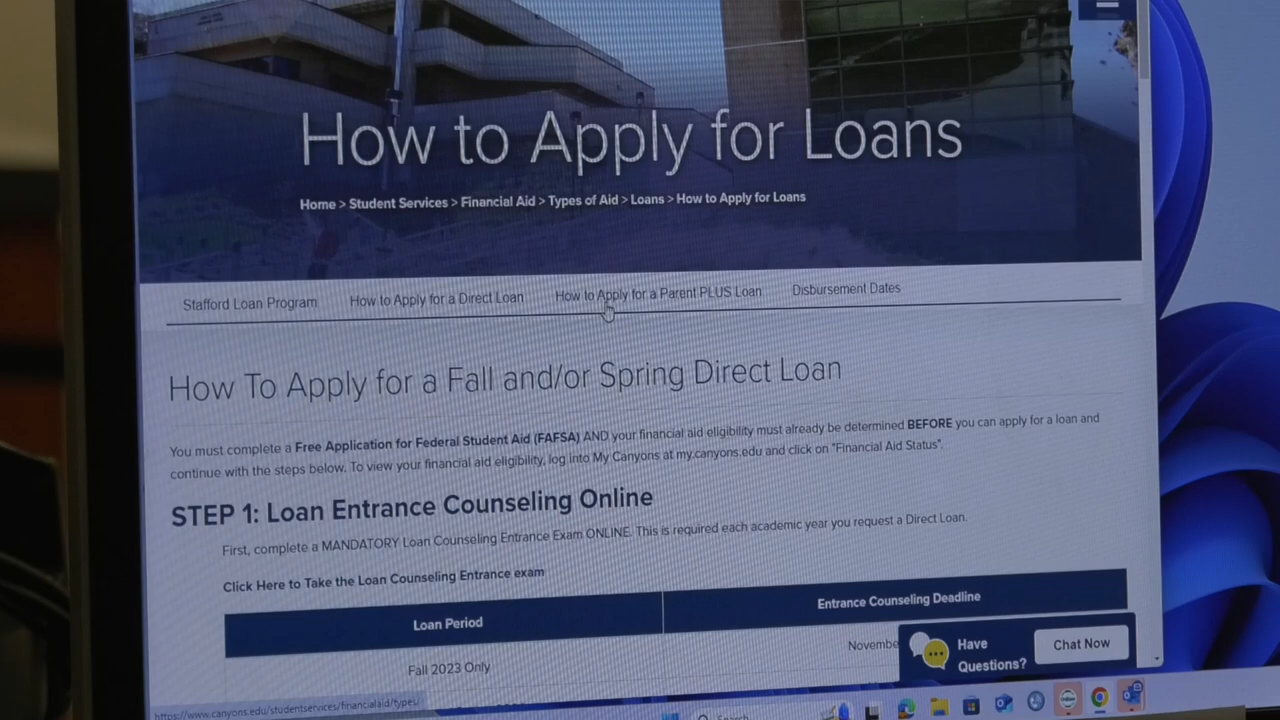 How to Apply for Loans
Home > Student Services > Financial Aid > Types of Aid > Loans > How to Apply for Loans
Stafford Loan Program How to Apply for a Direct Loan How to Apply for a Parent PLUS Loan Disbursement Dates
How To Apply for a Fall and/or Spring Direct Loan
You must complete a Free Application for Federal Student Aid (FAFSA) AND your financial aid eligibility must already be determined BEFORE you can apply for a loan and
continue with the steps below. To view your financial aid eligibility, log into My Canyons at my.canyons.edu and click on "Financial Aid Status".
STEP 1: Loan Entrance Counseling Online
First, complete a MANDATORY Loan Counseling Entrance Exam ONLINE. This is required each academic year you request a Direct Loan.
Click Here to Take the Loan Counseling Entrance exam
Loan Period Entrance Counseling Deadline
Fall 2023 Only Novembe
Have
Questions?
Chat Now
https://www.canyons.edu/studentservices/financialaid/types/
Search